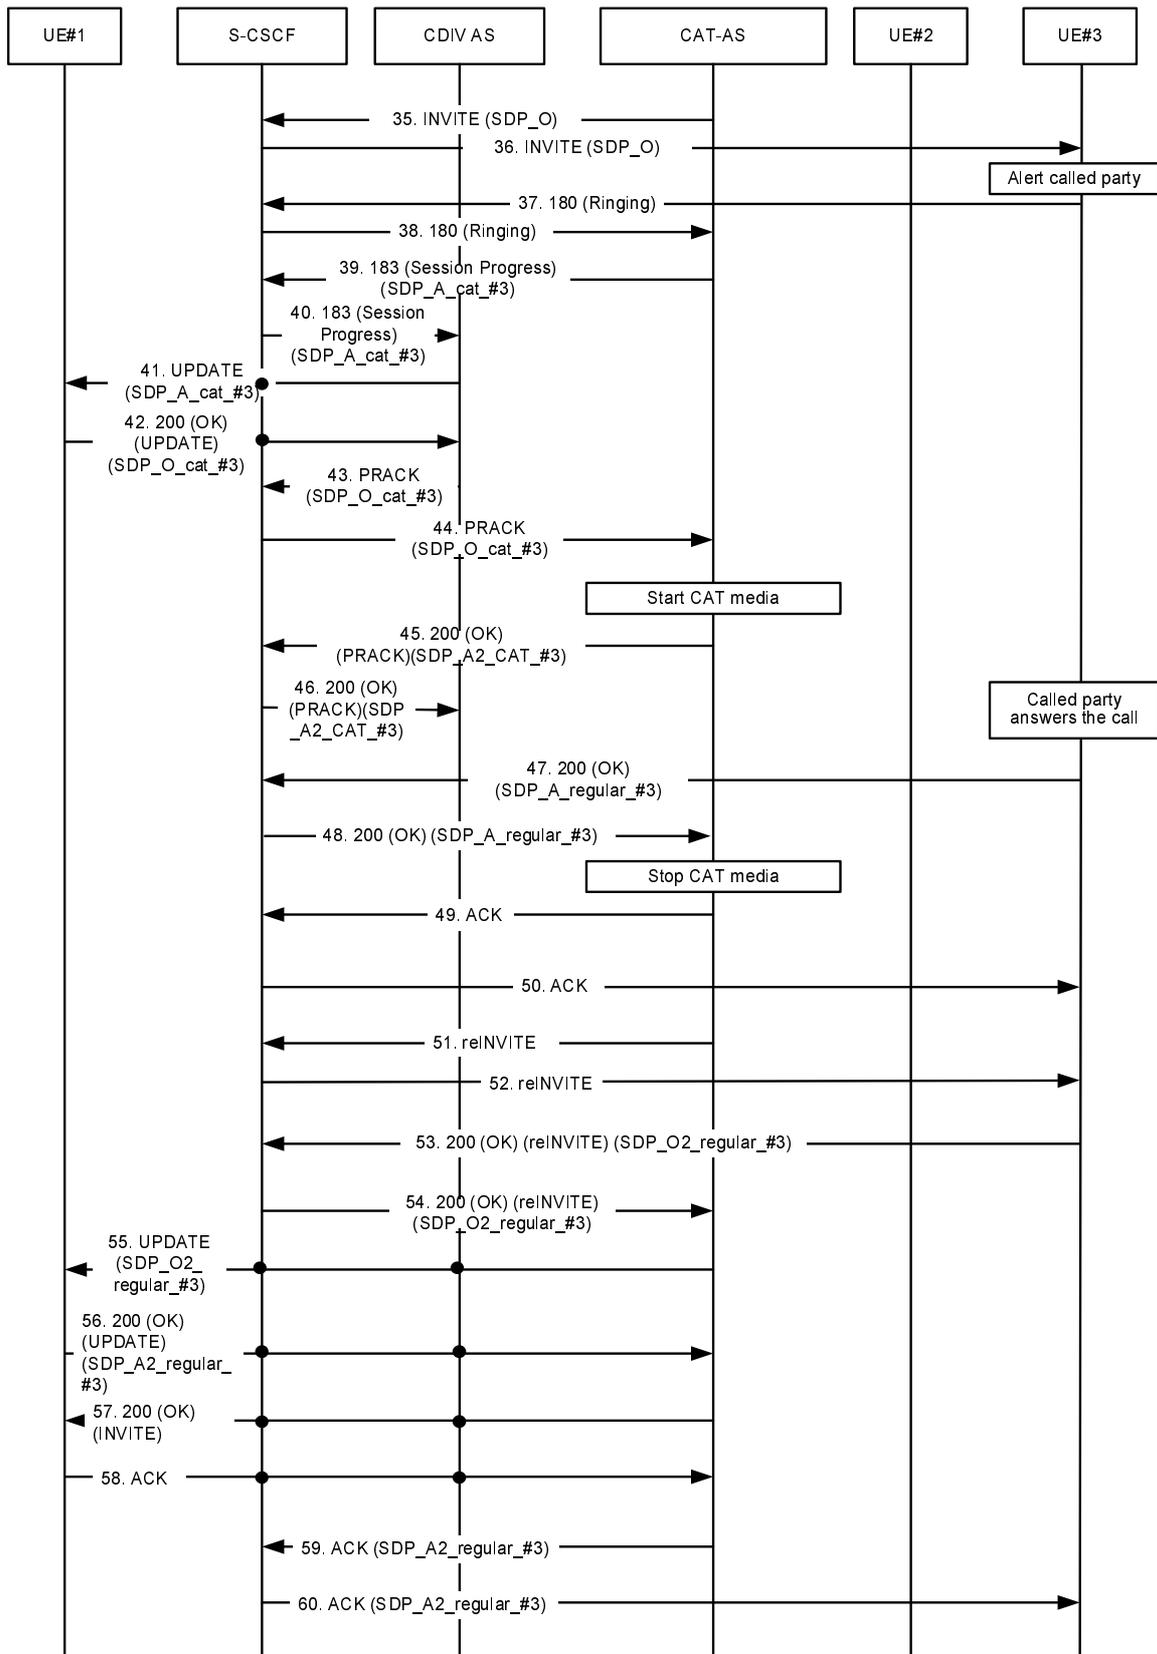 UE#1
S-CSCF
CDIV AS
CAT-AS
UE#2
UE#3
35. INVITE (SDP_O)
36. INVITE (SDP_O)
Alert called party
37. 180 (Ringing)
38. 180 (Ringing)
39. 183 (Session Progress)
(SDP_A_cat_#3)
40. 183 (Session
Progress)
(SDP_A_cat_#3)
41. UPDATE
(SDP_A_cat_#3)
42. 200 (OK)
(UPDATE)
(SDP_O_cat_#3)
43. PRACK
(SDP_O_cat_#3)
44. PRACK
(SDP_O_cat_#3)
Start CAT media
45. 200 (OK)
(PRACK)(SDP_A2_CAT_#3)
46. 200 (OK)
(PRACK)(SDP
_A2_CAT_#3)
Called party
answers the call
47. 200 (OK)
(SDP_A_regular_#3)
48. 200 (OK) (SDP_A_regular_#3)
Stop CAT media
49. ACK
50. ACK
51. reINVITE
52. reINVITE
53. 200 (OK) (reINVITE) (SDP_O2_regular_#3)
54. 200 (OK) (reINVITE)
(SDP_O2_regular_#3)
55. UPDATE
(SDP_O2_
regular_#3)
56. 200 (OK)
(UPDATE)
(SDP_A2_regular_
#3)
57. 200 (OK)
(INVITE)
58. ACK
59. ACK (SDP_A2_regular_#3)
60. ACK (SDP_A2_regular_#3)